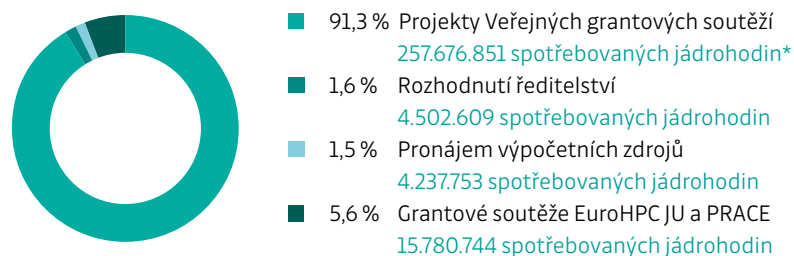 91,3 % Projekty Veřejných grantových soutěží
257.676.851 spotřebovaných jádrohodin*
1,6 % Rozhodnutí ředitelství
4.502.609 spotřebovaných jádrohodin
1,5 % Pronájem výpočetních zdrojů
4.237.753 spotřebovaných jádrohodin
5,6 % Grantové soutěže EuroHPC JU a PRACE
15.780.744 spotřebovaných jádrohodin